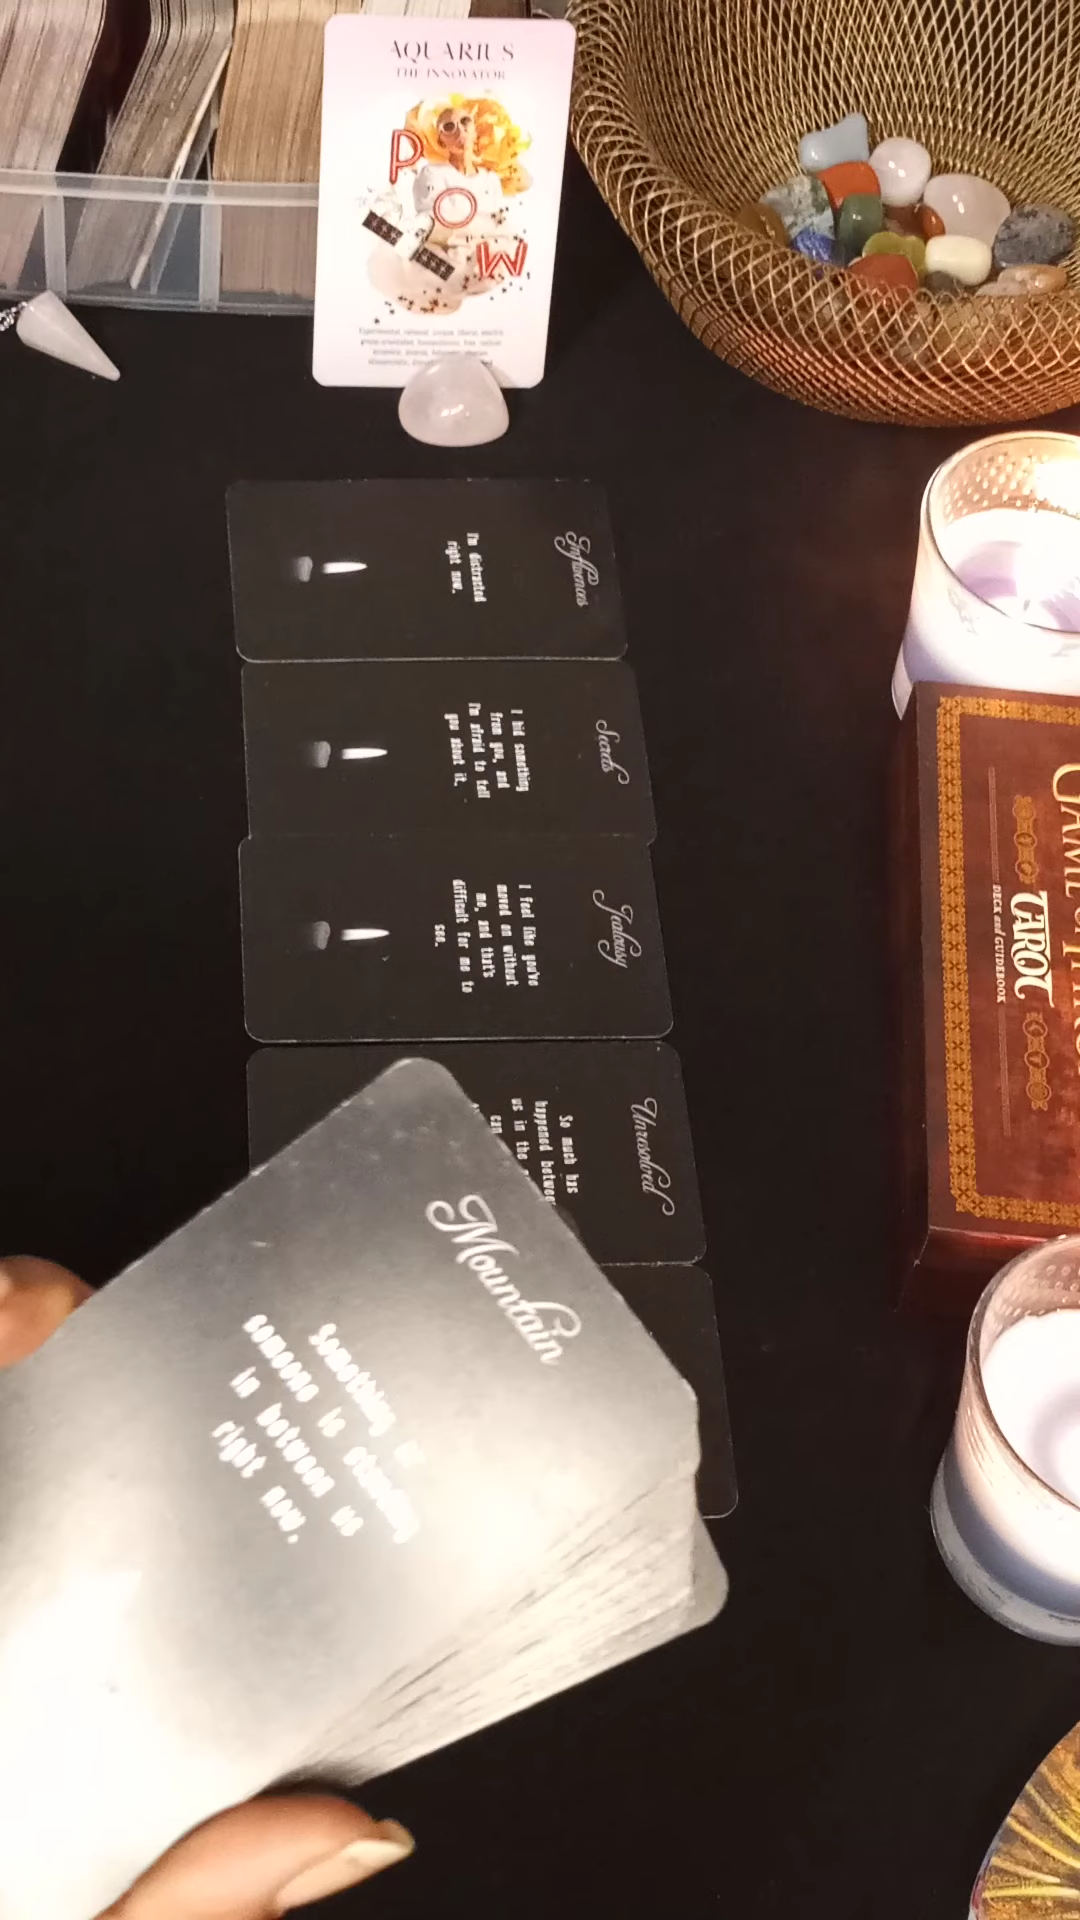 AQUARIUS
THE INNOVATOR
P
O
W
Influences
I'm distracted
right now.
Secrets
I hid something
from you, and
I'm afraid to tell
you about it.
Jealousy
I feel like you've
moved on without
me, and that's
difficult for me to
see.
Unresolved
So much has
happened between
us in the
can
Mountain
Something or
someone is standing
in between us
right now.
GAME OF
TAROT
DECK and GUIDEBOOK